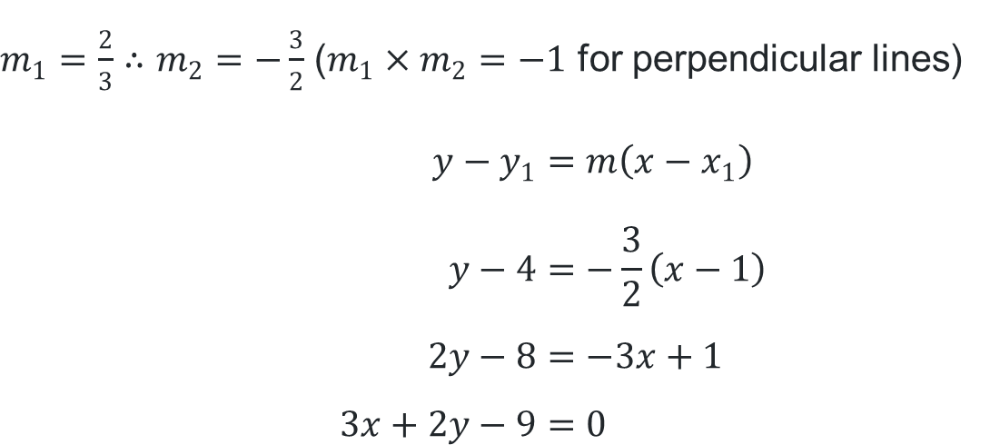 m₁ = 2/3 ∴ m₂ = −3/2 (m₁ × m₂ = −1 for perpendicular lines)
y − y₁ = m(x − x₁)
y − 4 = −3/2(x − 1)
2y − 8 = −3x + 1
3x + 2y − 9 = 0